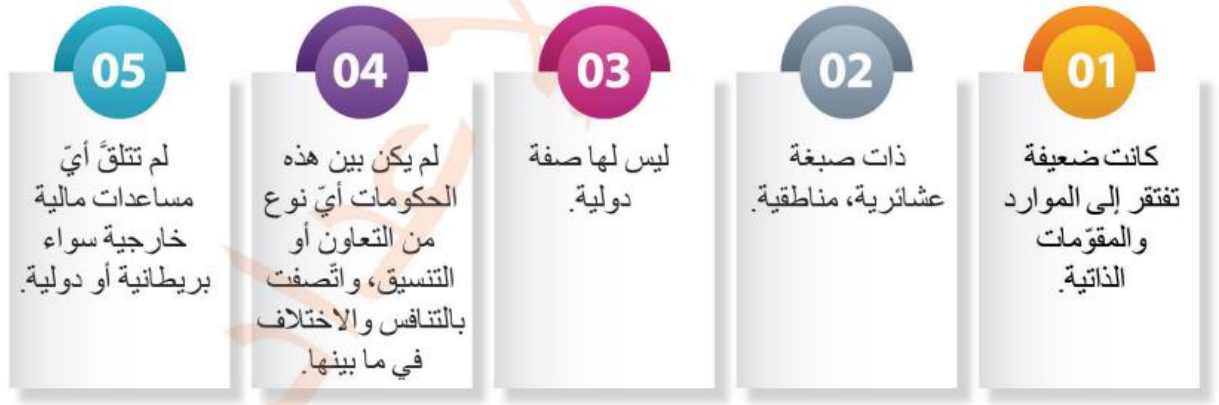 01
كانت ضعيفة
تفتقر إلى الموارد
والمقوّمات
الذاتية.
02
ذات صبغة
عشائرية، مناطقية.
03
ليس لها صفة
دولية.
04
لم يكن بين هذه
الحكومات أيّ نوع
من التعاون أو
التنسيق، واتّصفت
بالتنافس والاختلاف
في ما بينها.
05
لم تتلقَّ أيّ
مساعدات مالية
خارجية سواء
بريطانية أو دولية.